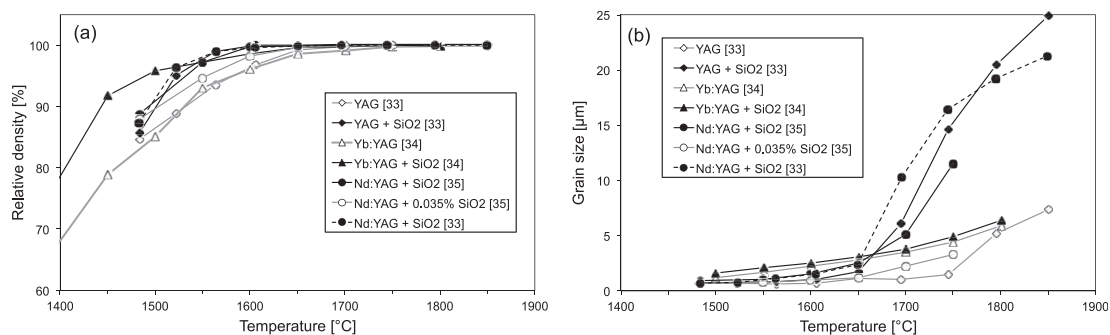 (a)
100
90
80
70
60
Relative density [%]
YAG [33]
YAG + SiO2 [33]
Yb:YAG [34]
Yb:YAG + SiO2 [34]
Nd:YAG + SiO2 [35]
Nd:YAG + 0.035% SiO2 [35]
Nd:YAG + SiO2 [33]
1400 1500 1600 1700 1800 1900
Temperature [°C]
(b)
25
20
15
10
5
0
Grain size [µm]
YAG [33]
YAG + SiO2 [33]
Yb:YAG [34]
Yb:YAG + SiO2 [34]
Nd:YAG + SiO2 [35]
Nd:YAG + 0.035% SiO2 [35]
Nd:YAG + SiO2 [33]
1400 1500 1600 1700 1800 1900
Temperature [°C]